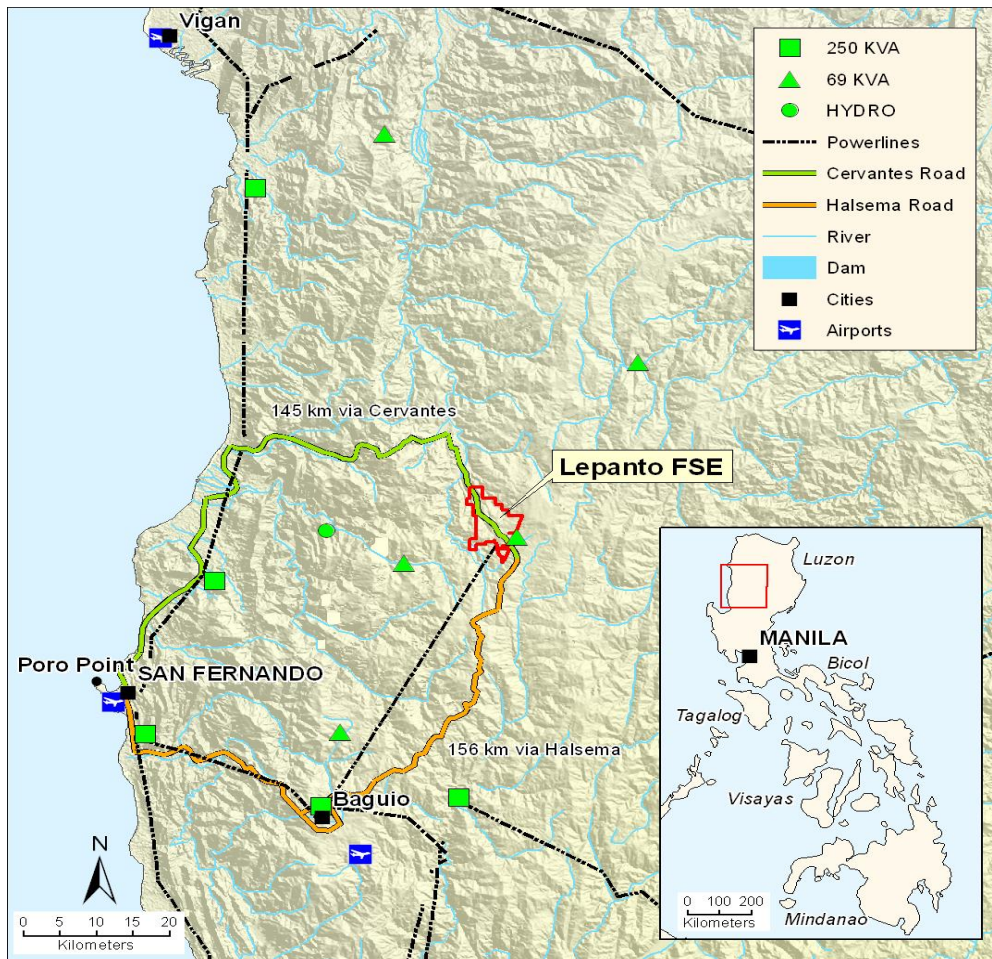 Vigan
250 KVA
69 KVA
HYDRO
Powerlines
Cervantes Road
Halsema Road
River
Dam
Cities
Airports
145 km via Cervantes
Lepanto FSE
Poro Point
SAN FERNANDO
156 km via Halsema
Baguio
N
0 5 10 15 20
Kilometers
Luzon
MANILA
Bicol
Tagalog
Visayas
Mindanao
0 100 200
Kilometers